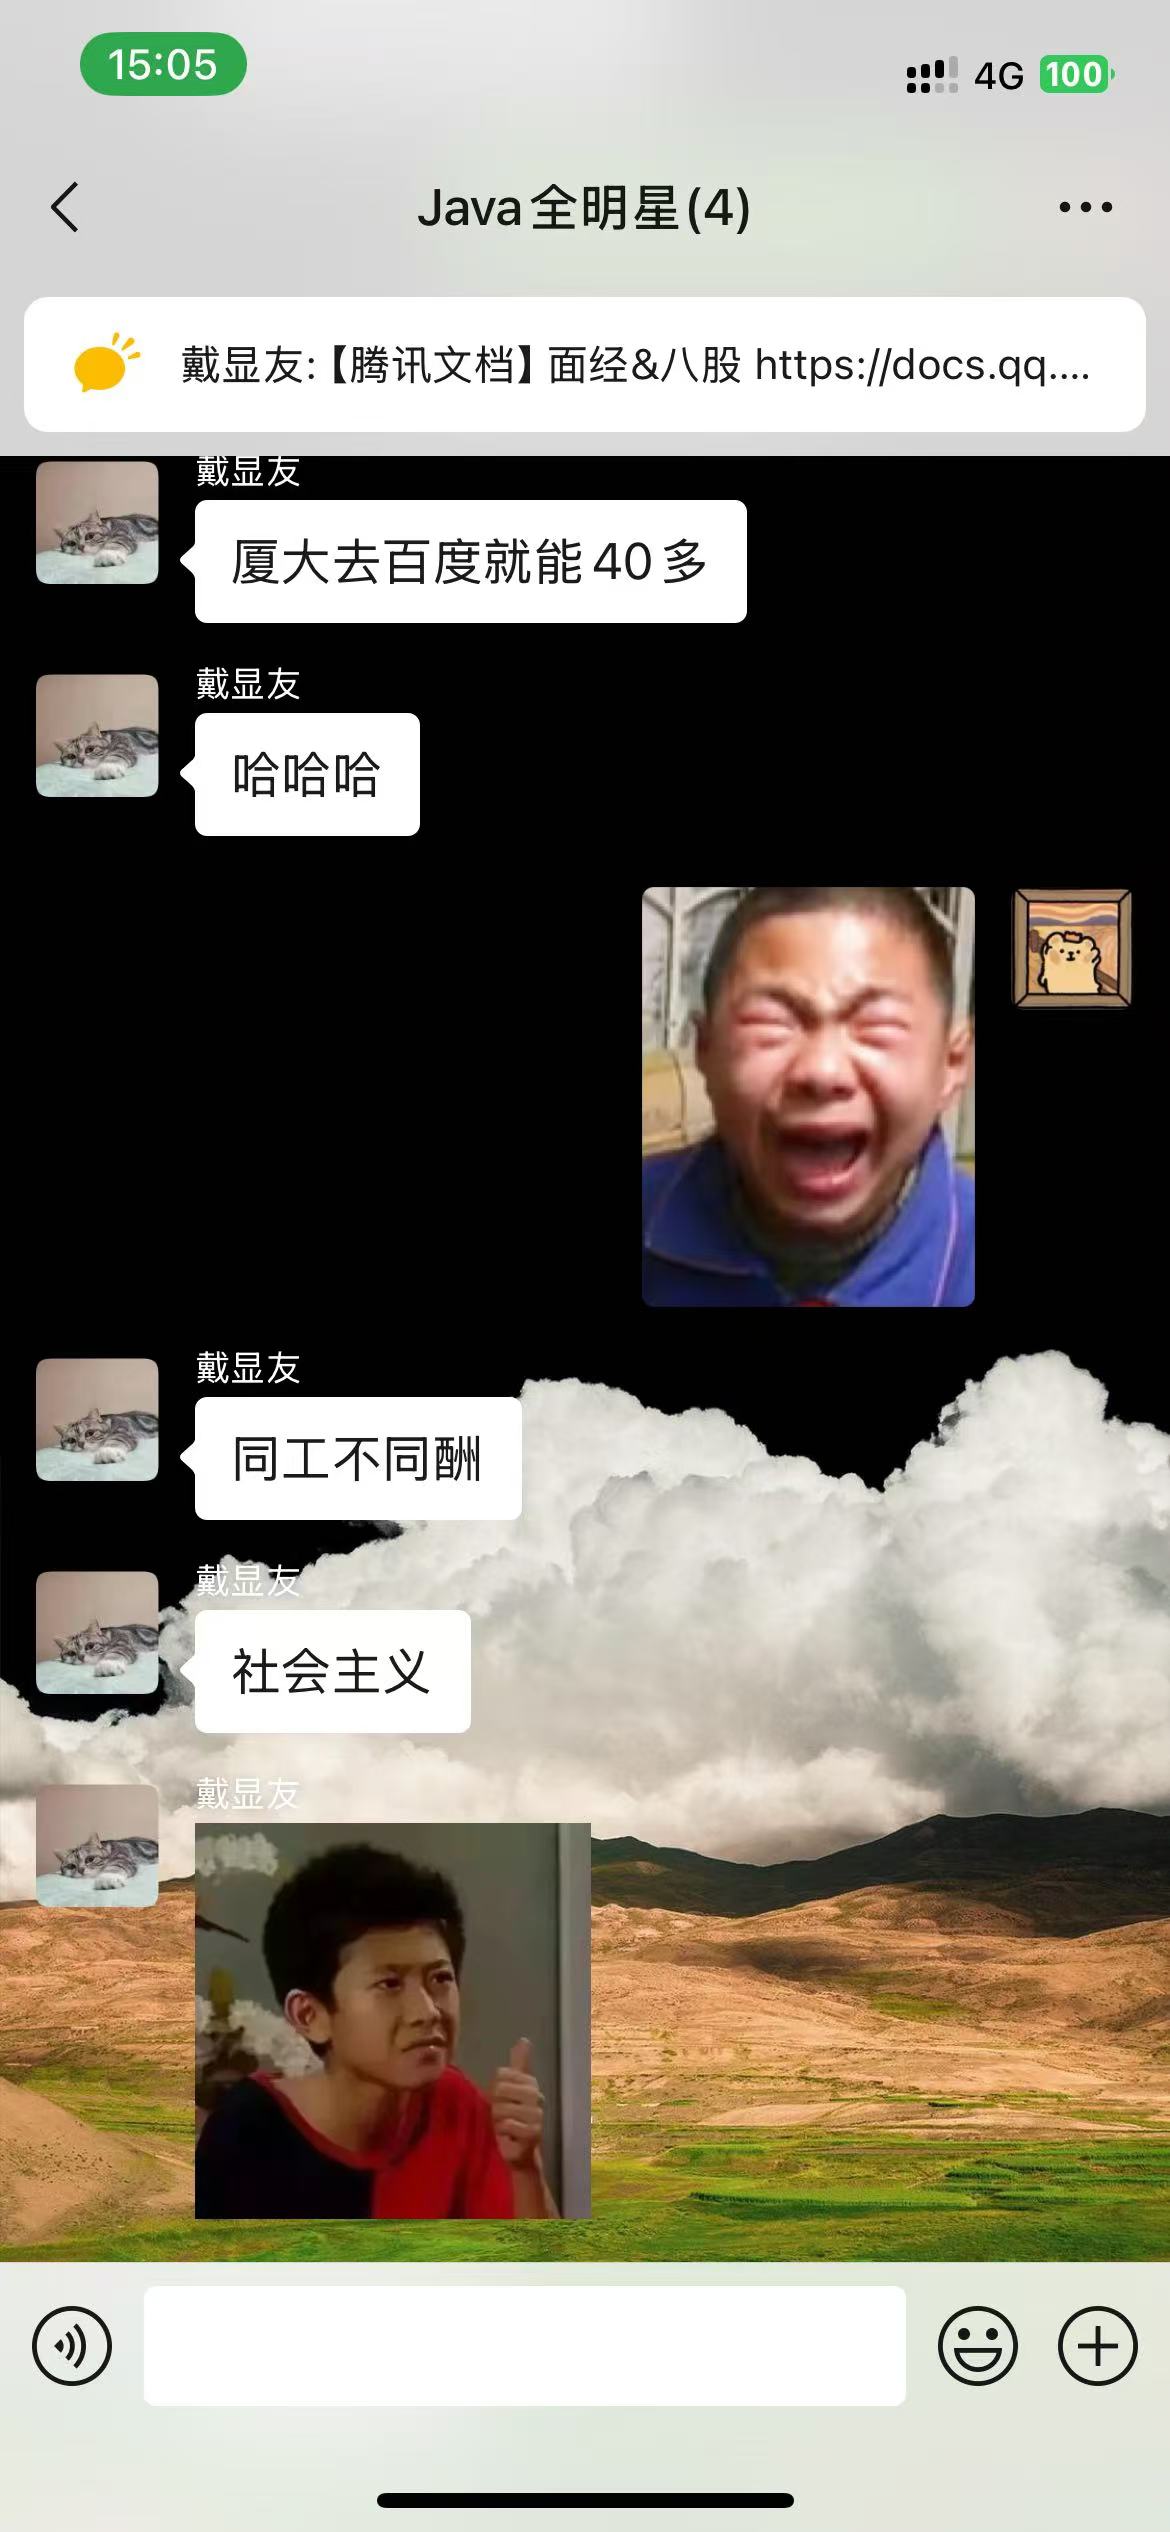 15:05
4G 100
Java全明星(4)
戴显友:【腾讯文档】面经&八股 https://docs.qq....
戴显友
厦大去百度就能40多
戴显友
哈哈哈
戴显友
同工不同酬
戴显友
社会主义
戴显友